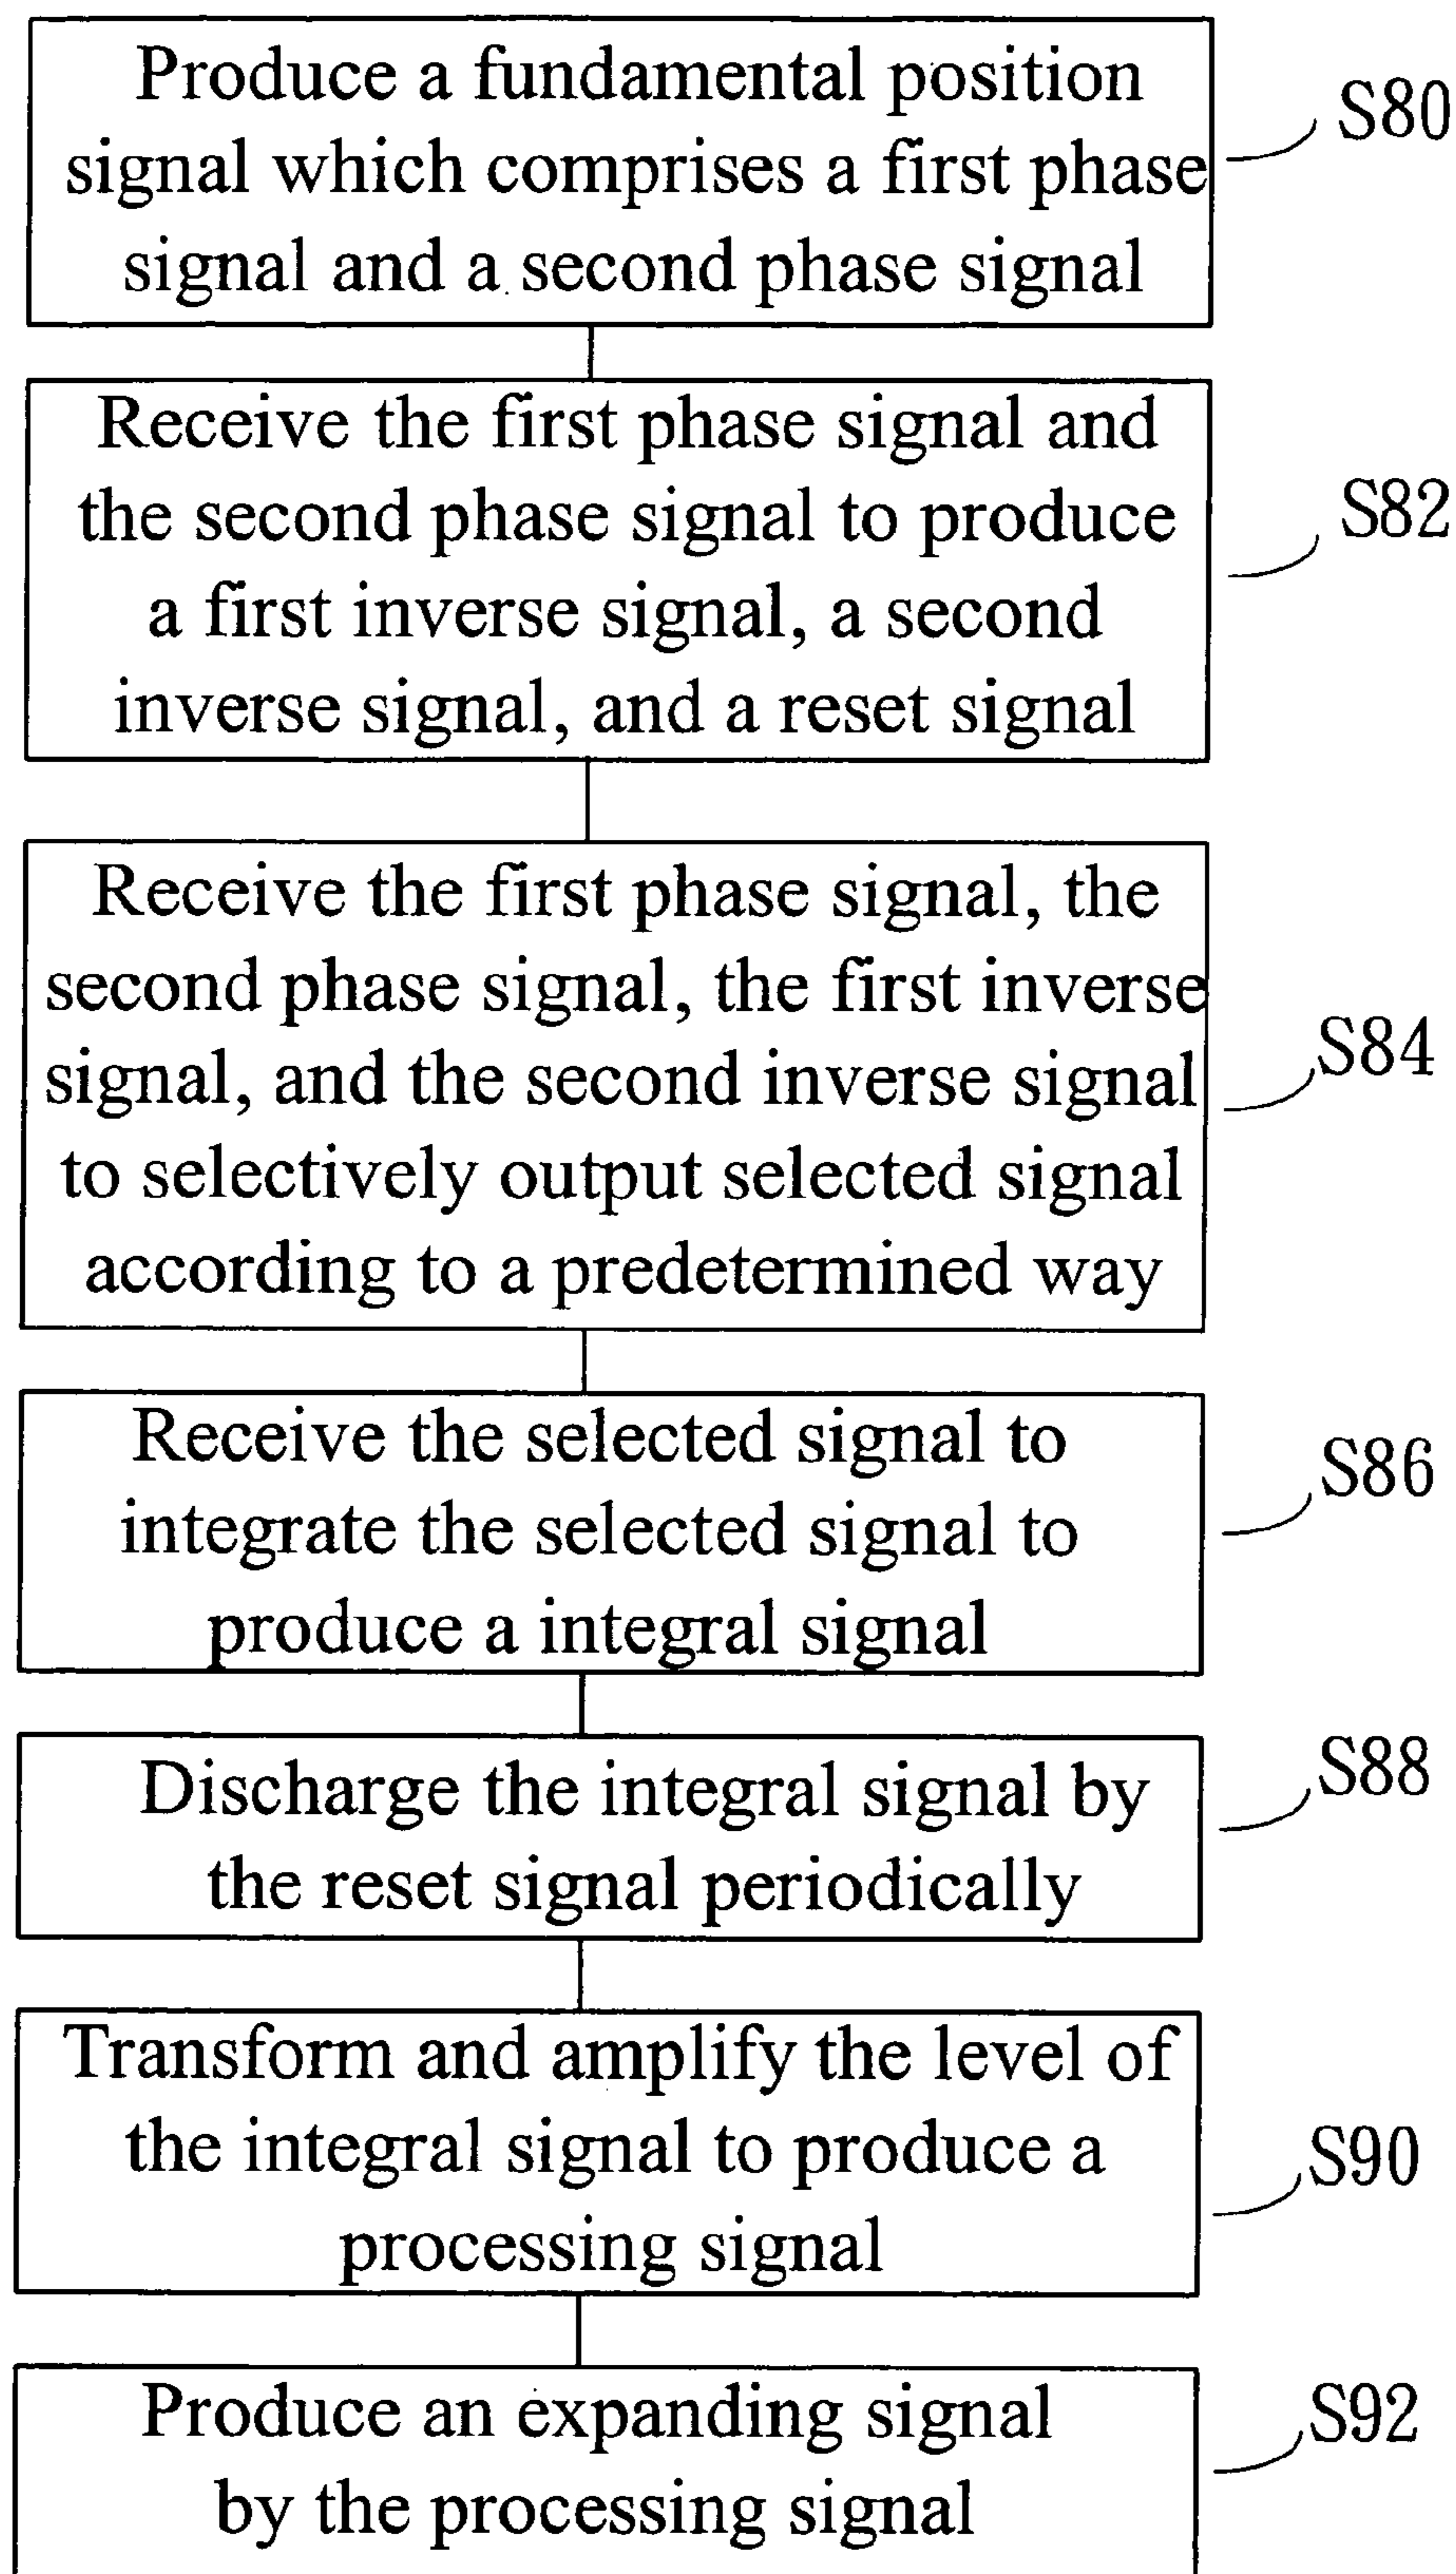 Produce a fundamental position
signal which comprises a first phase
signal and a second phase signal
S80
Receive the first phase signal and
the second phase signal to produce
a first inverse signal, a second
inverse signal, and a reset signal
S82
Receive the first phase signal, the
second phase signal, the first inverse
signal, and the second inverse signal
to selectively output selected signal
according to a predetermined way
S84
Receive the selected signal to
integrate the selected signal to
produce a integral signal
S86
Discharge the integral signal by
the reset signal periodically
S88
Transform and amplify the level of
the integral signal to produce a
processing signal
S90
Produce an expanding signal
by the processing signal
S92